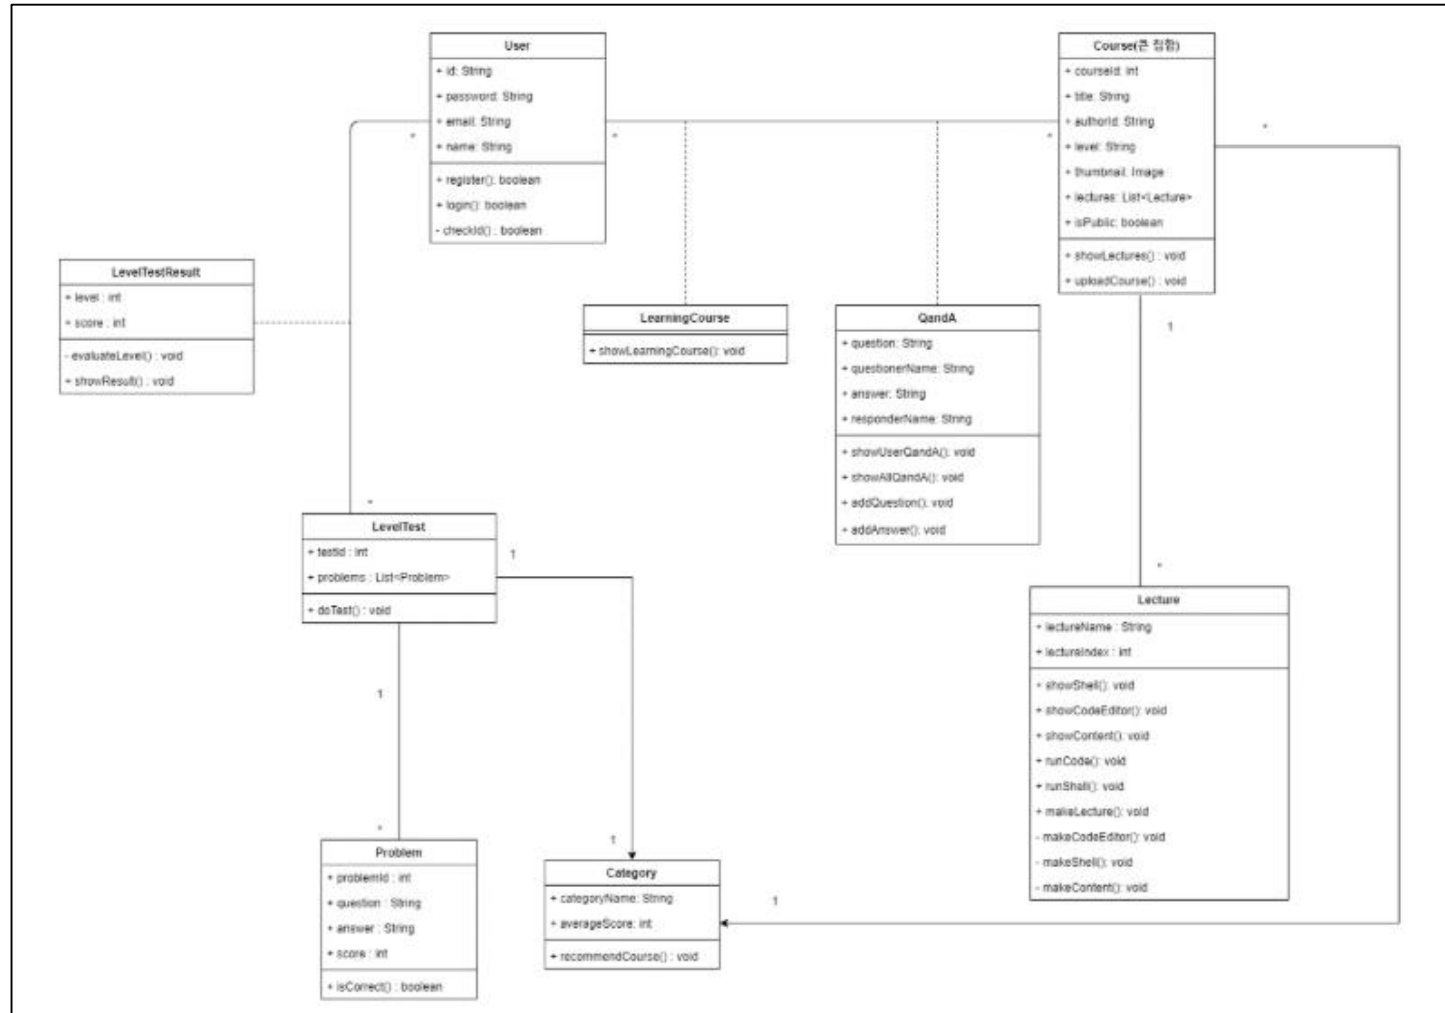 User
+ id: String
+ password: String
+ email: String
+ name: String
+ register(): boolean
+ login(): boolean
- checkId() : boolean
Course(큰 집합)
+ courseId: int
+ title: String
+ authorId: String
+ level: String
+ thumbnail: Image
+ lectures: List<Lecture>
+ isPublic: boolean
+ showLectures() : void
+ uploadCourse() : void
*
*
*
*
LevelTestResult
+ level : int
+ score : int
- evaluateLevel() : void
+ showResult() : void
LearningCourse
+ showLearningCourse(): void
QandA
+ question: String
+ questionerName: String
+ answer: String
+ responderName: String
+ showUserQandA(): void
+ showAllQandA(): void
+ addQuestion(): void
+ addAnswer(): void
1
*
LevelTest
+ testId : int
+ problems : List<Problem>
+ doTest() : void
1
*
Lecture
+ lectureName : String
+ lectureIndex : int
+ showShell(): void
+ showCodeEditor(): void
+ showContent(): void
+ runCode(): void
+ runShell(): void
+ makeLecture(): void
- makeCodeEditor(): void
- makeShell(): void
- makeContent(): void
1
*
Problem
+ problemId : int
+ question : String
+ answer : String
+ score : int
+ isCorrect() : boolean
1
Category
+ categoryName: String
+ averageScore: int
+ recommendCourse() : void
1